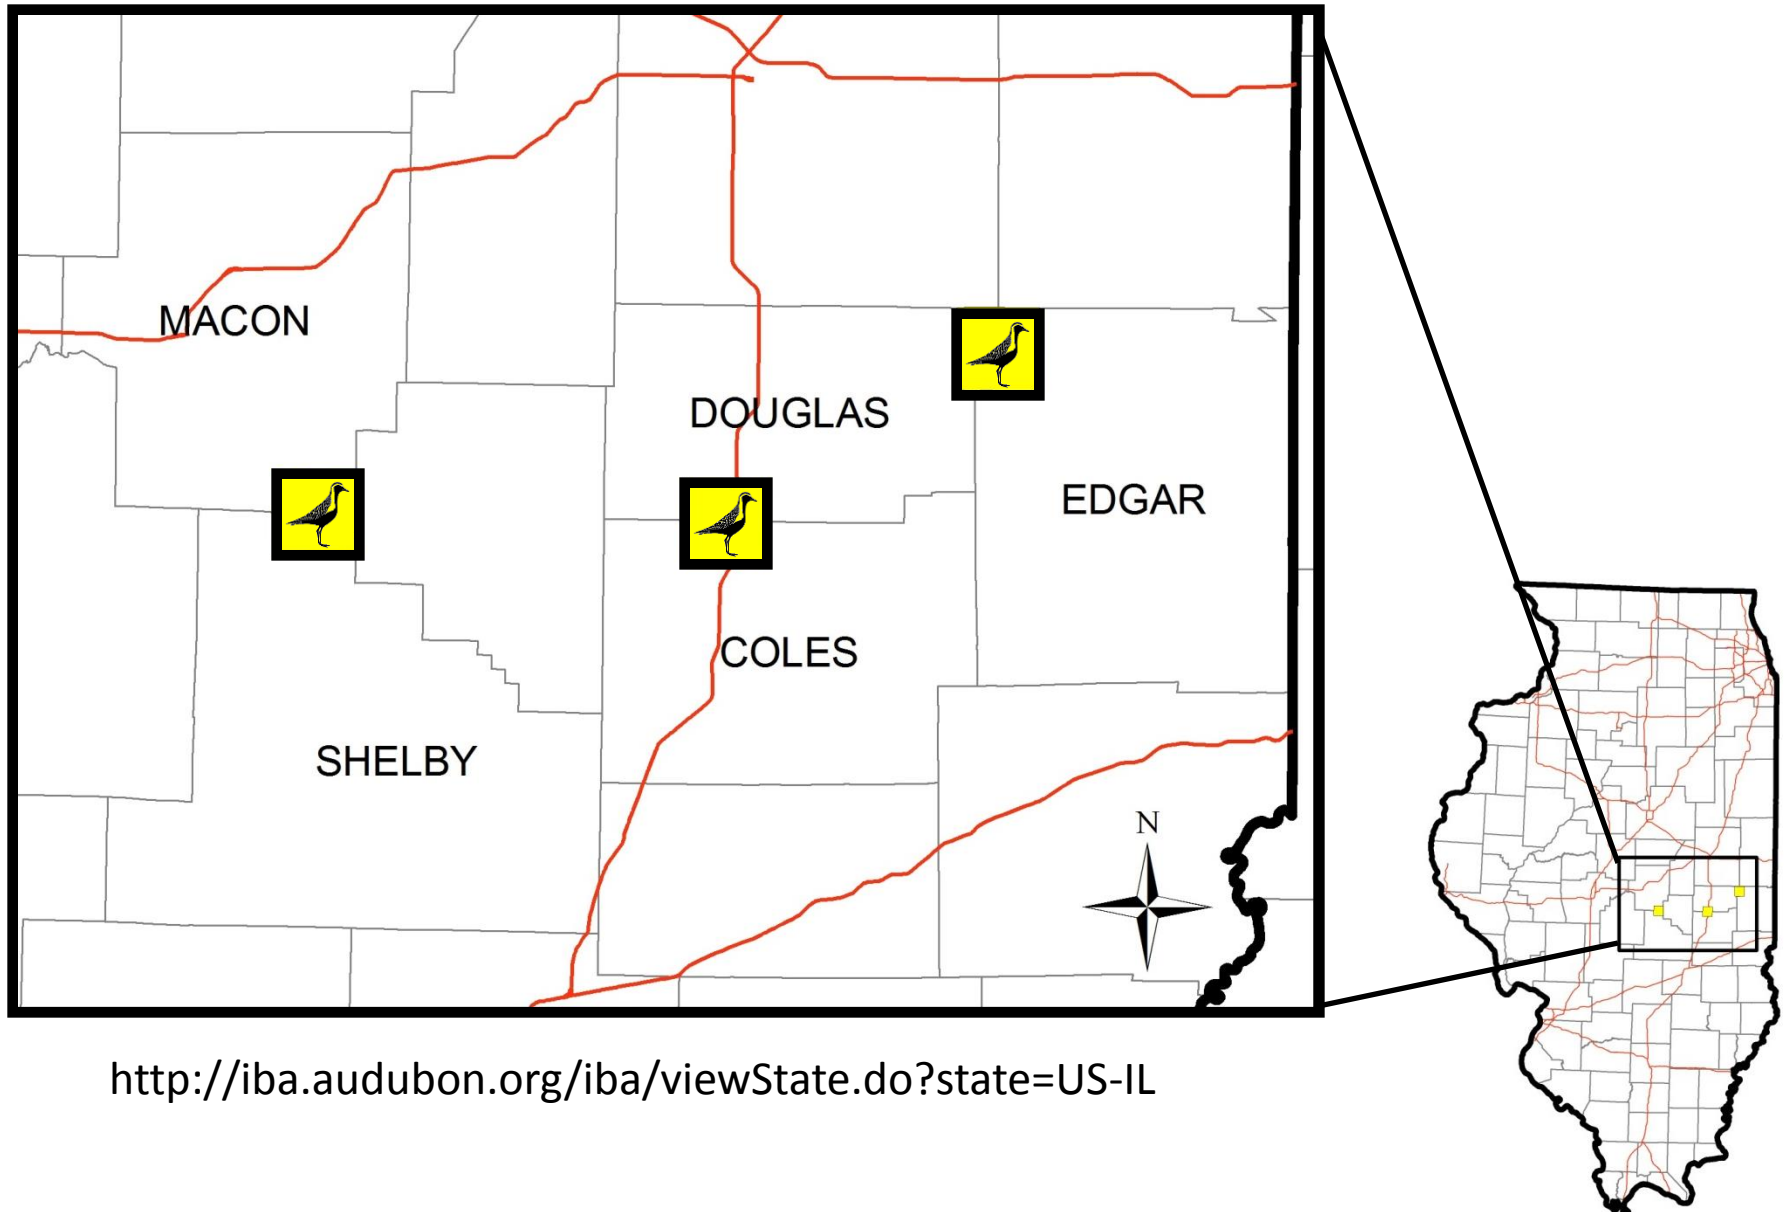 MACON
DOUGLAS
EDGAR
COLES
SHELBY
N
http://iba.audubon.org/iba/viewState.do?state=US-IL